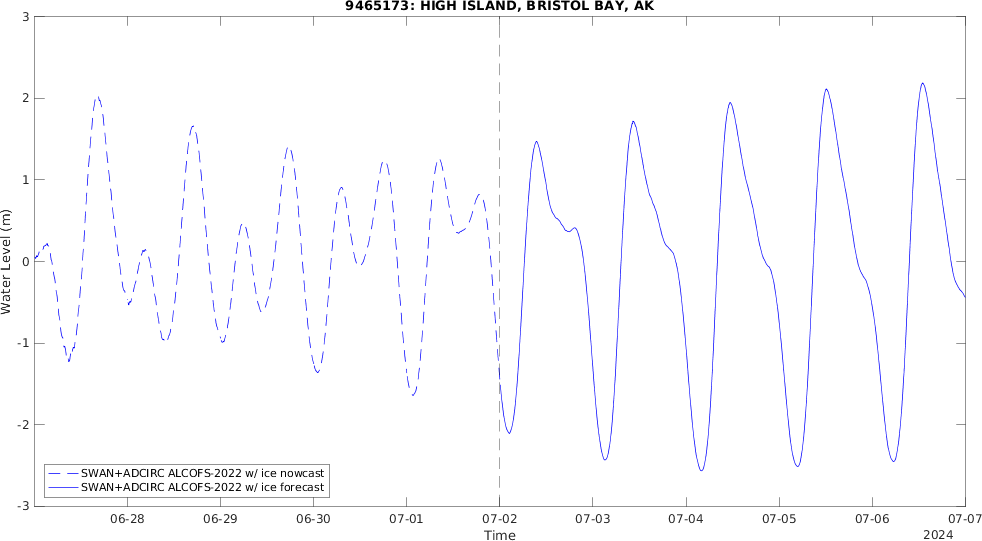 9465173: HIGH ISLAND, BRISTOL BAY, AK
3
2
1
0
-1
-2
-3
Water Level (m)
SWAN+ADCIRC ALCOFS-2022 w/ ice nowcast
SWAN+ADCIRC ALCOFS-2022 w/ ice forecast
06-28 06-29 06-30 07-01 07-02 07-03 07-04 07-05 07-06 07-07
Time
2024